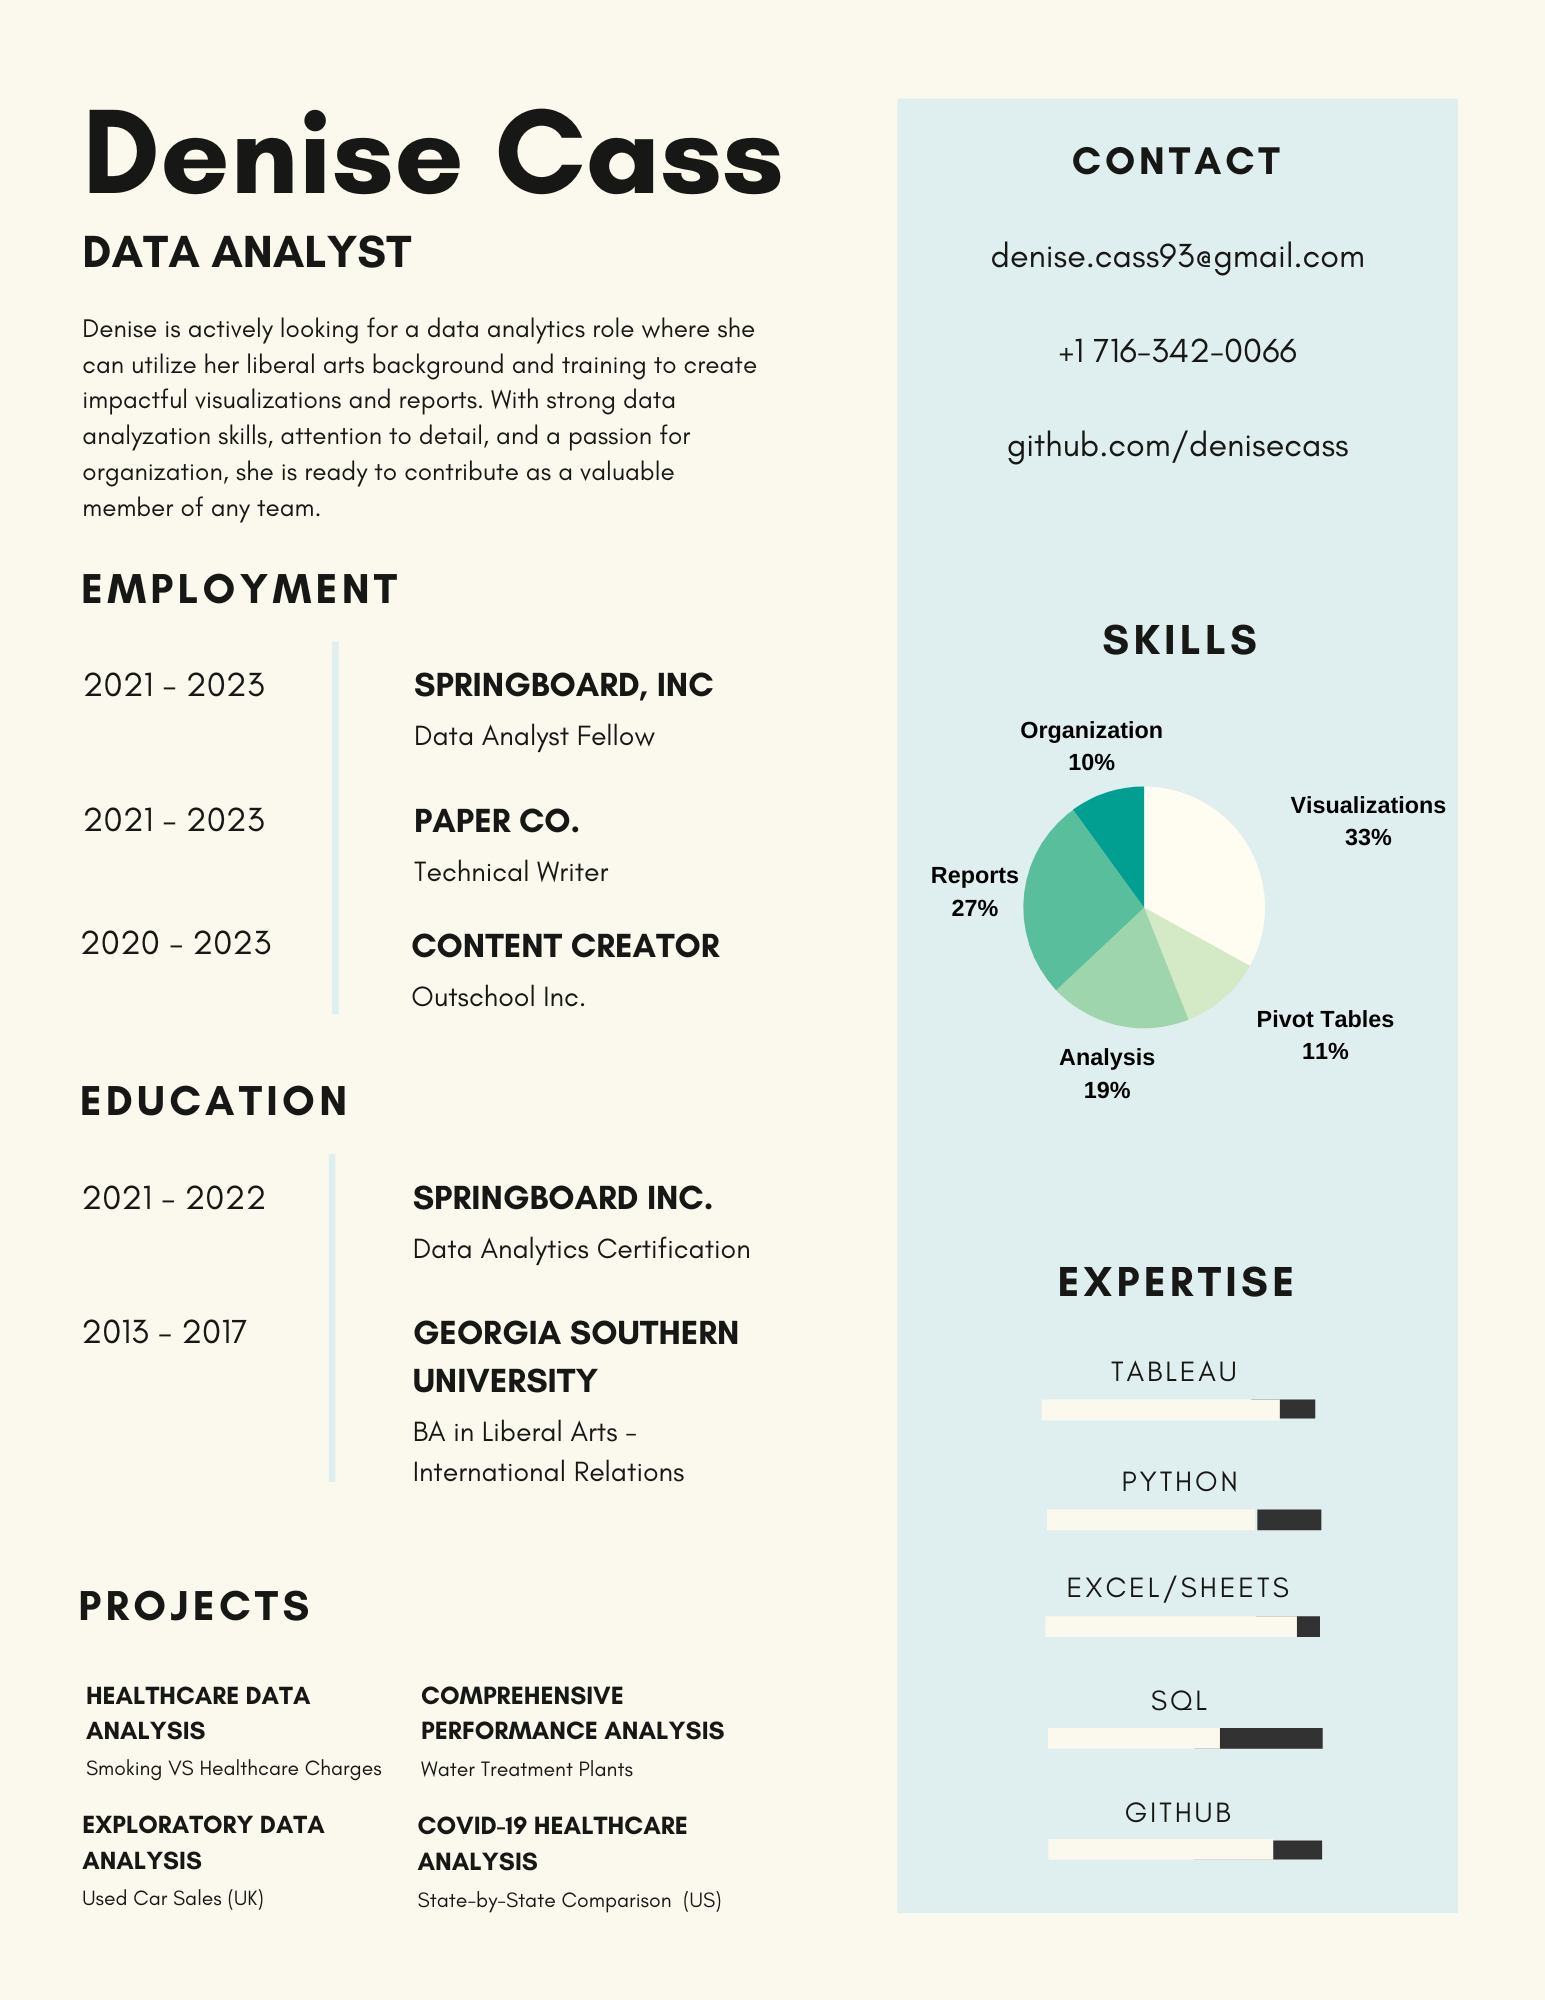 Denise Cass
DATA ANALYST
Denise is actively looking for a data analytics role where she
can utilize her liberal arts background and training to create
impactful visualizations and reports. With strong data
analyzation skills, attention to detail, and a passion for
organization, she is ready to contribute as a valuable
member of any team.
EMPLOYMENT
2021 - 2023
SPRINGBOARD, INC
Data Analyst Fellow
2021 - 2023
PAPER CO.
Technical Writer
2020 - 2023
CONTENT CREATOR
Outschool Inc.
EDUCATION
2021 - 2022
SPRINGBOARD INC.
Data Analytics Certification
2013 - 2017
GEORGIA SOUTHERN
UNIVERSITY
BA in Liberal Arts -
International Relations
PROJECTS
HEALTHCARE DATA
ANALYSIS
Smoking VS Healthcare Charges
COMPREHENSIVE
PERFORMANCE ANALYSIS
Water Treatment Plants
EXPLORATORY DATA
ANALYSIS
Used Car Sales (UK)
COVID-19 HEALTHCARE
ANALYSIS
State-by-State Comparison (US)
CONTACT
denise.cass93@gmail.com
+1 716-342-0066
github.com/denisecass
SKILLS
Organization
10%
Visualizations
33%
Reports
27%
Pivot Tables
11%
Analysis
19%
EXPERTISE
TABLEAU
PYTHON
EXCEL/SHEETS
SQL
GITHUB